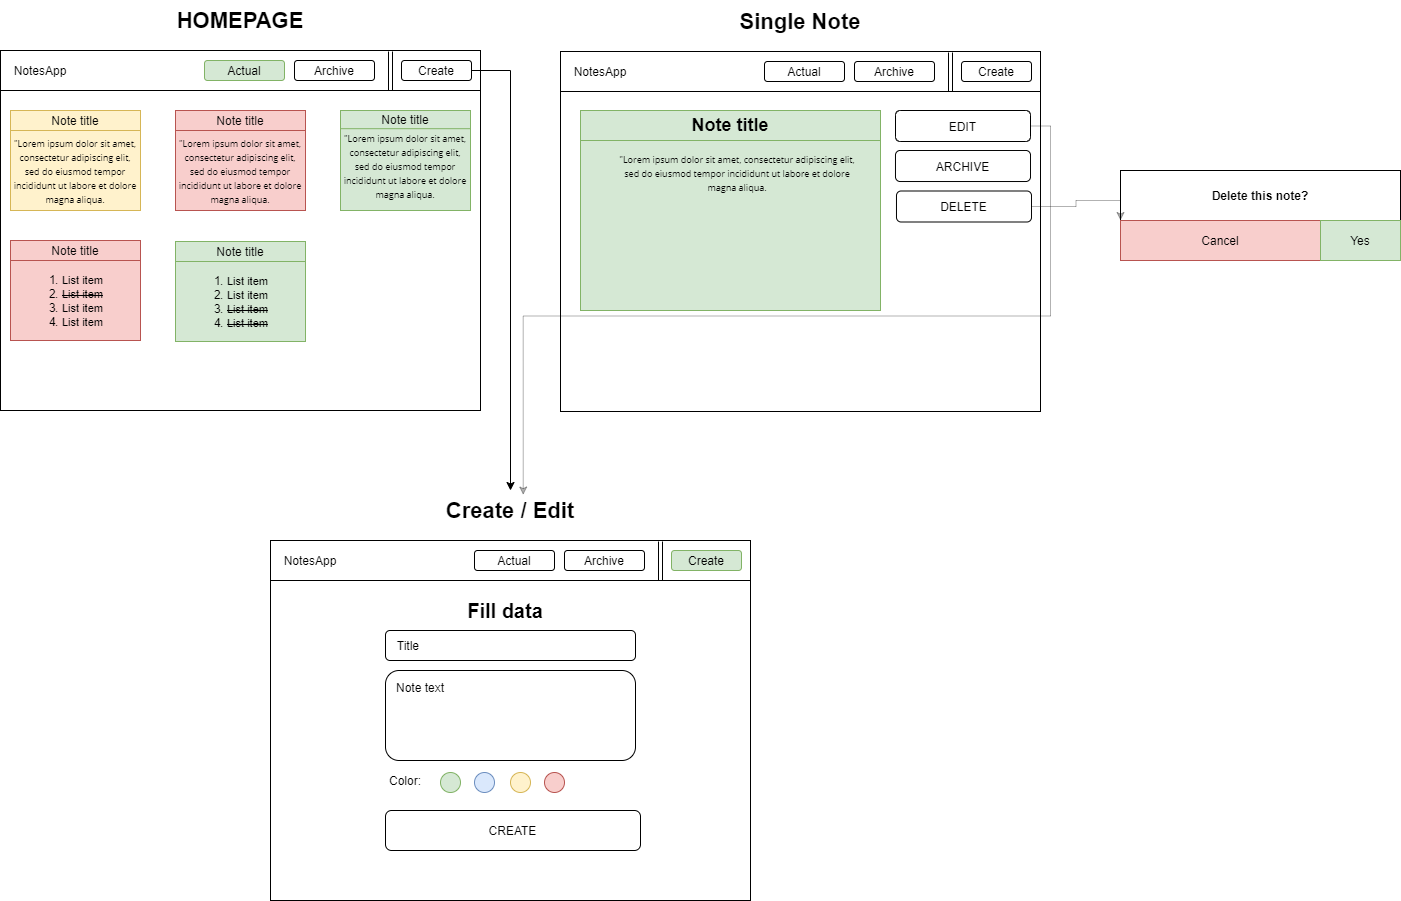 HOMEPAGE
NotesApp
Actual
Archive
Create
Note title
"Lorem ipsum dolor sit amet,
consectetur adipiscing elit,
sed do eiusmod tempor
incididunt ut labore et dolore
magna aliqua.
Note title
"Lorem ipsum dolor sit amet,
consectetur adipiscing elit,
sed do eiusmod tempor
incididunt ut labore et dolore
magna aliqua.
Note title
"Lorem ipsum dolor sit amet,
consectetur adipiscing elit,
sed do eiusmod tempor
incididunt ut labore et dolore
magna aliqua.
Note title
1. List item
2. List item
3. List item
4. List item
Note title
1. List item
2. List item
3. List item
4. List item
Single Note
NotesApp
Actual
Archive
Create
Note title
"Lorem ipsum dolor sit amet, consectetur adipiscing elit,
sed do eiusmod tempor incididunt ut labore et dolore
magna aliqua.
EDIT
ARCHIVE
DELETE
Delete this note?
Cancel
Yes
Create / Edit
NotesApp
Actual
Archive
Create
Fill data
Title
Note text
Color:
CREATE